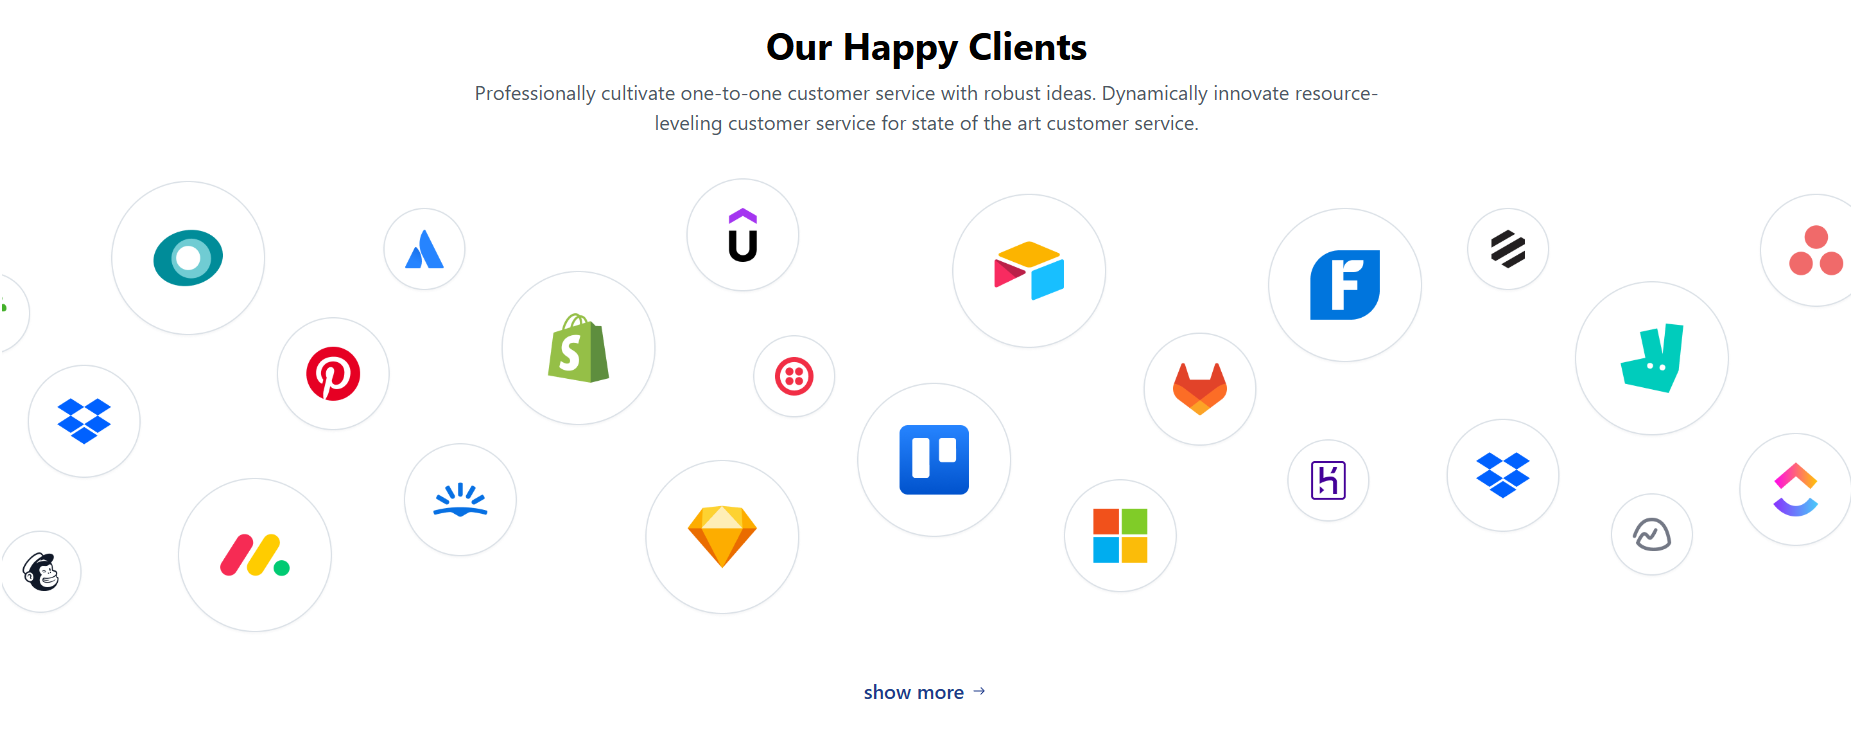 Our Happy Clients
Professionally cultivate one-to-one customer service with robust ideas. Dynamically innovate resource-
leveling customer service for state of the art customer service.
show more →